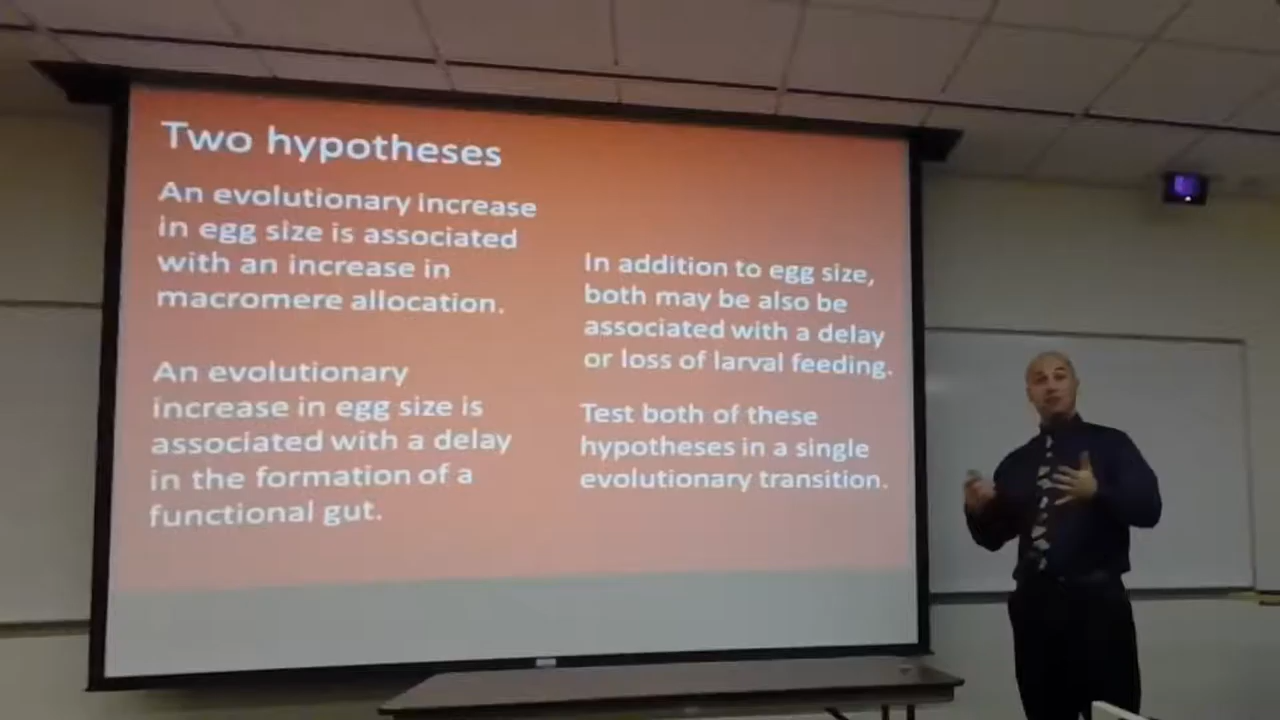 Two hypotheses
An evolutionary increase
in egg size is associated
with an increase in
macromere allocation.
An evolutionary
increase in egg size is
associated with a delay
in the formation of a
functional gut.
In addition to egg size,
both may be also be
associated with a delay
or loss of larval feeding.
Test both of these
hypotheses in a single
evolutionary transition.